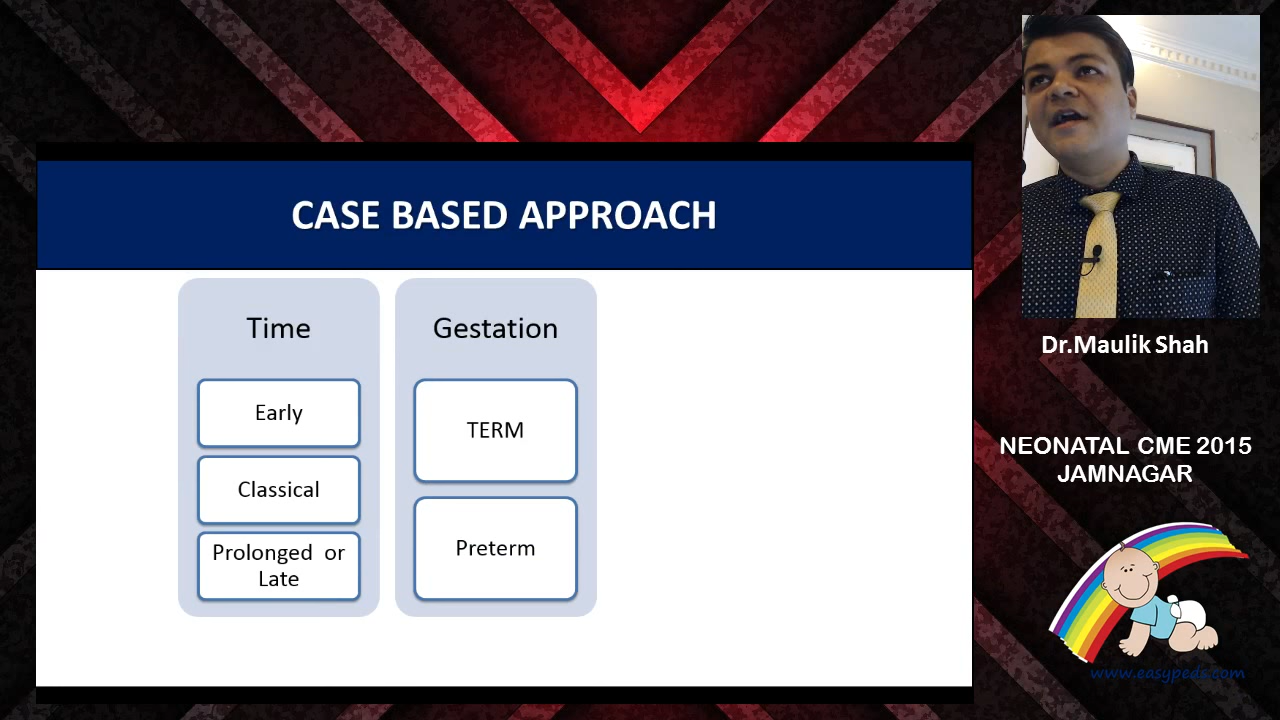 CASE BASED APPROACH
Time
Early
Classical
Prolonged or
Late
Gestation
TERM
Preterm
Dr.Maulik Shah
NEONATAL CME 2015
JAMNAGAR
www.easypeds.com